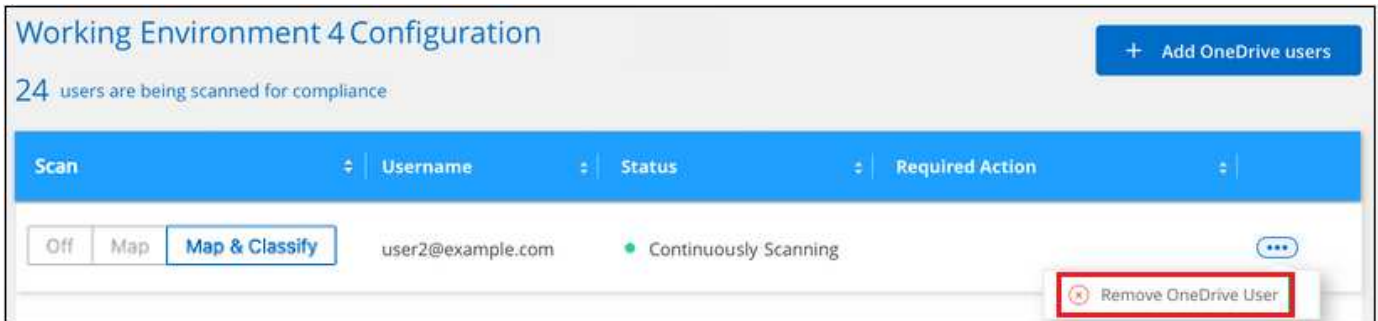 Working Environment 4 Configuration
+ Add OneDrive users
24 users are being scanned for compliance
Scan Username Status Required Action
Off Map Map & Classify user2@example.com Continuously Scanning
Remove OneDrive User